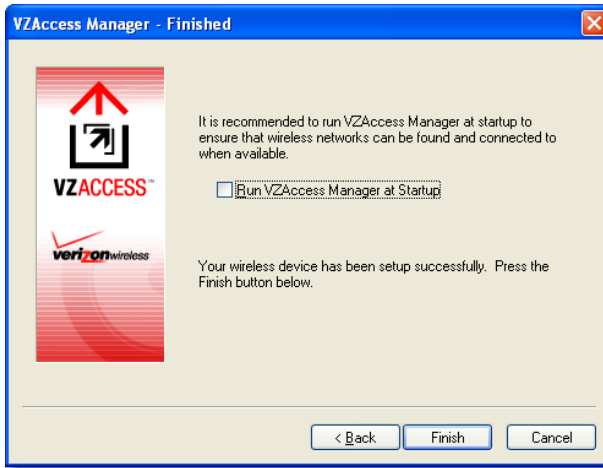 VZAccess Manager - Finished
It is recommended to run VZAccess Manager at startup to
ensure that wireless networks can be found and connected to
when available.
VZACCESS™
Run VZAccess Manager at Startup
verizonwireless
Your wireless device has been setup successfully. Press the
Finish button below.
< Back
Finish
Cancel